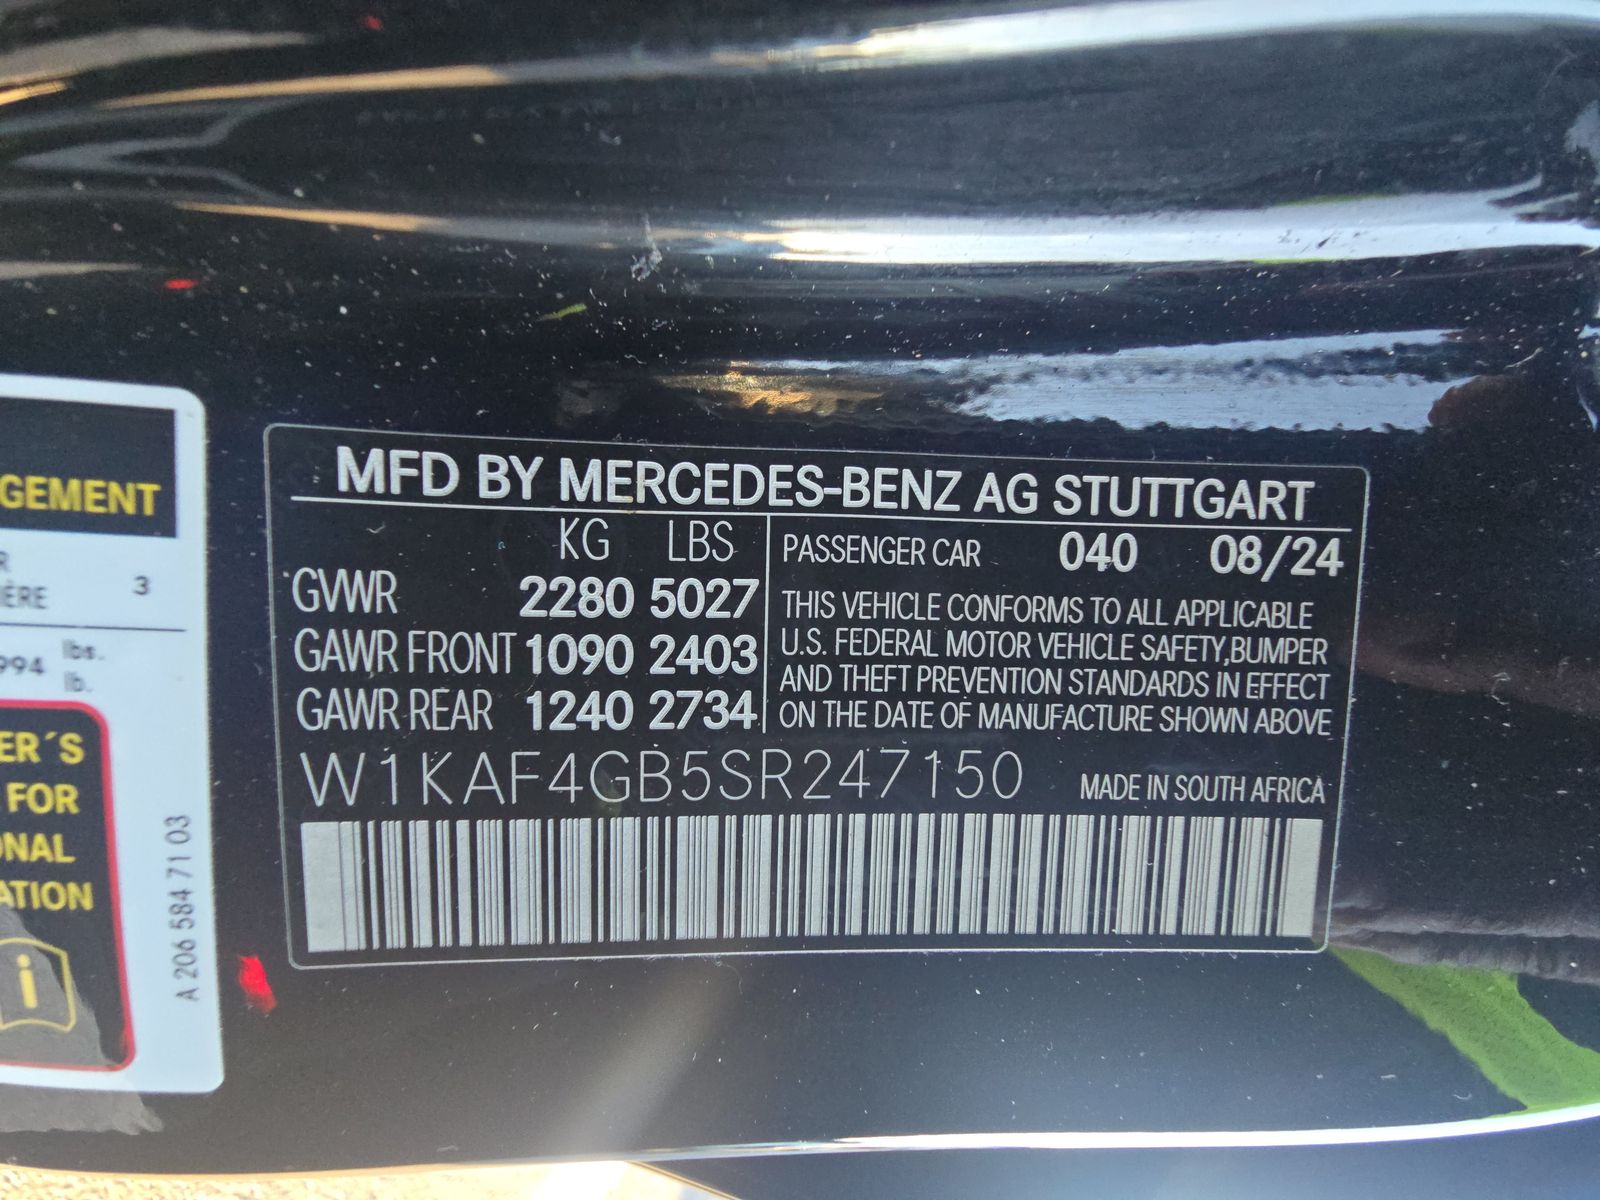 GEMENT
3
ÈRE
994 lbs.
lb.
ER´S
FOR
ONAL
ATION
i
A 206 584 71 03
MFD BY MERCEDES-BENZ AG STUTTGART
KG LBS
GVWR 2280 5027
GAWR FRONT 1090 2403
GAWR REAR 1240 2734
PASSENGER CAR 040 08/24
THIS VEHICLE CONFORMS TO ALL APPLICABLE
U.S. FEDERAL MOTOR VEHICLE SAFETY, BUMPER
AND THEFT PREVENTION STANDARDS IN EFFECT
ON THE DATE OF MANUFACTURE SHOWN ABOVE
W1KAF4GB5SR247150 MADE IN SOUTH AFRICA